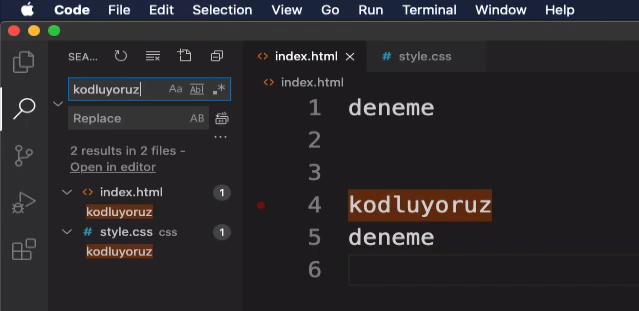 Code File Edit Selection View Go Run Terminal Window Help
SEA...
index.html
style.css
kodluyoruz
Aa Abl .*
Replace
AB
...
2 results in 2 files -
Open in editor
index.html 1
kodluyoruz
style.css css 1
kodluyoruz
index.html
1 deneme
2
3
4 kodluyoruz
5 deneme
6